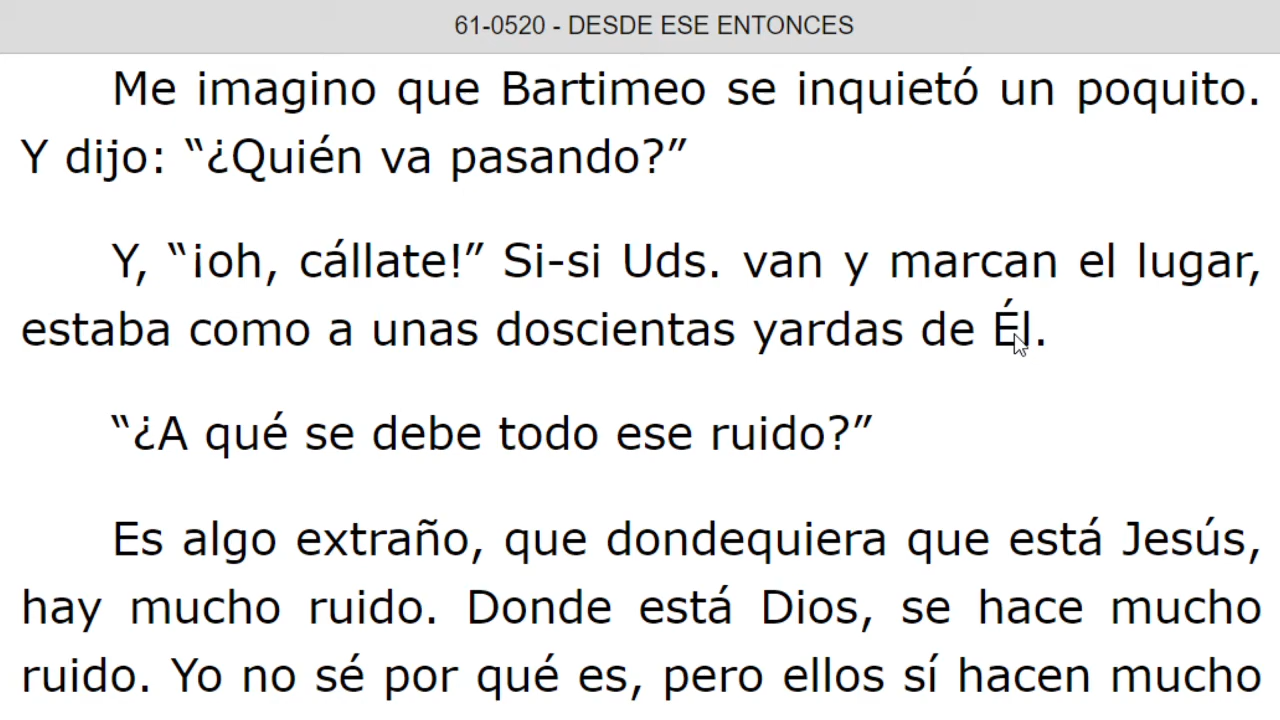 61-0520 - DESDE ESE ENTONCES
Me imagino que Bartimeo se inquietó un poquito.
Y dijo: “¿Quién va pasando?”
Y, “¡oh, cállate!” Si-si Uds. van y marcan el lugar,
estaba como a unas doscientas yardas de Él.
“¿A qué se debe todo ese ruido?”
Es algo extraño, que dondequiera que está Jesús,
hay mucho ruido. Donde está Dios, se hace mucho
ruido. Yo no sé por qué es, pero ellos sí hacen mucho